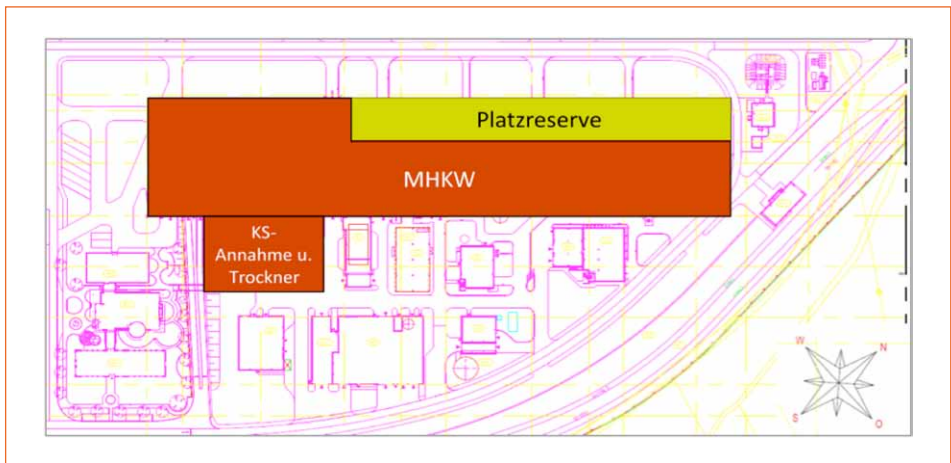 Platzreserve
MHKW
KS-
Annahme u.
Trockner
W
N
S
O